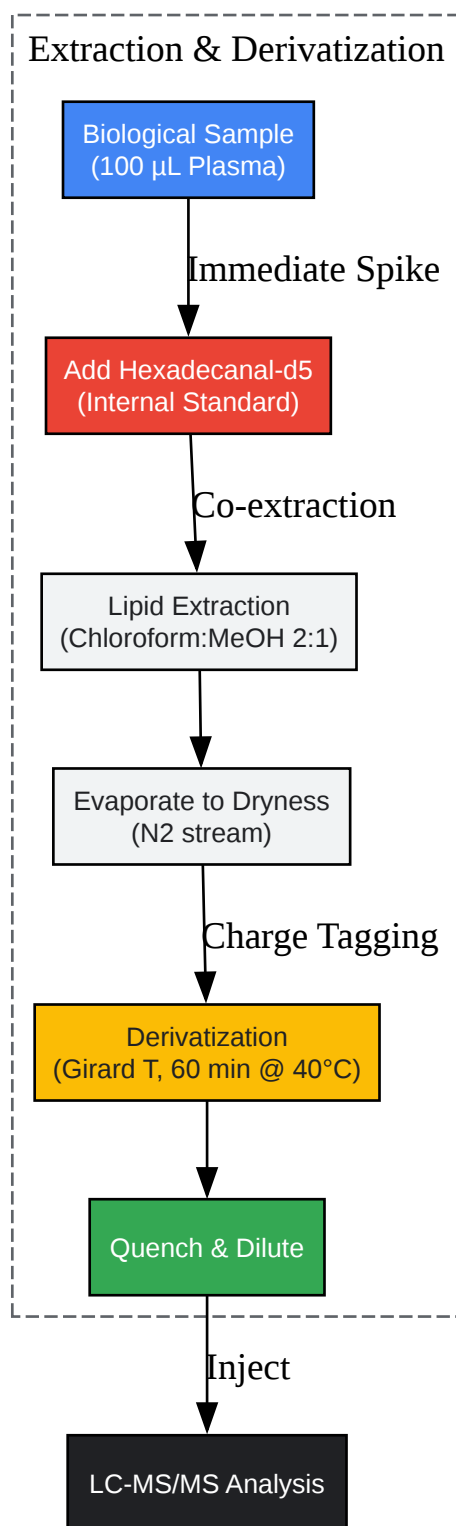 Extraction & Derivatization
Biological Sample
(100 µL Plasma)
Immediate Spike
Add Hexadecanal-d5
(Internal Standard)
Co-extraction
Lipid Extraction
(Chloroform:MeOH 2:1)
Evaporate to Dryness
(N2 stream)
Charge Tagging
Derivatization
(Girard T, 60 min @ 40°C)
Quench & Dilute
Inject
LC-MS/MS Analysis